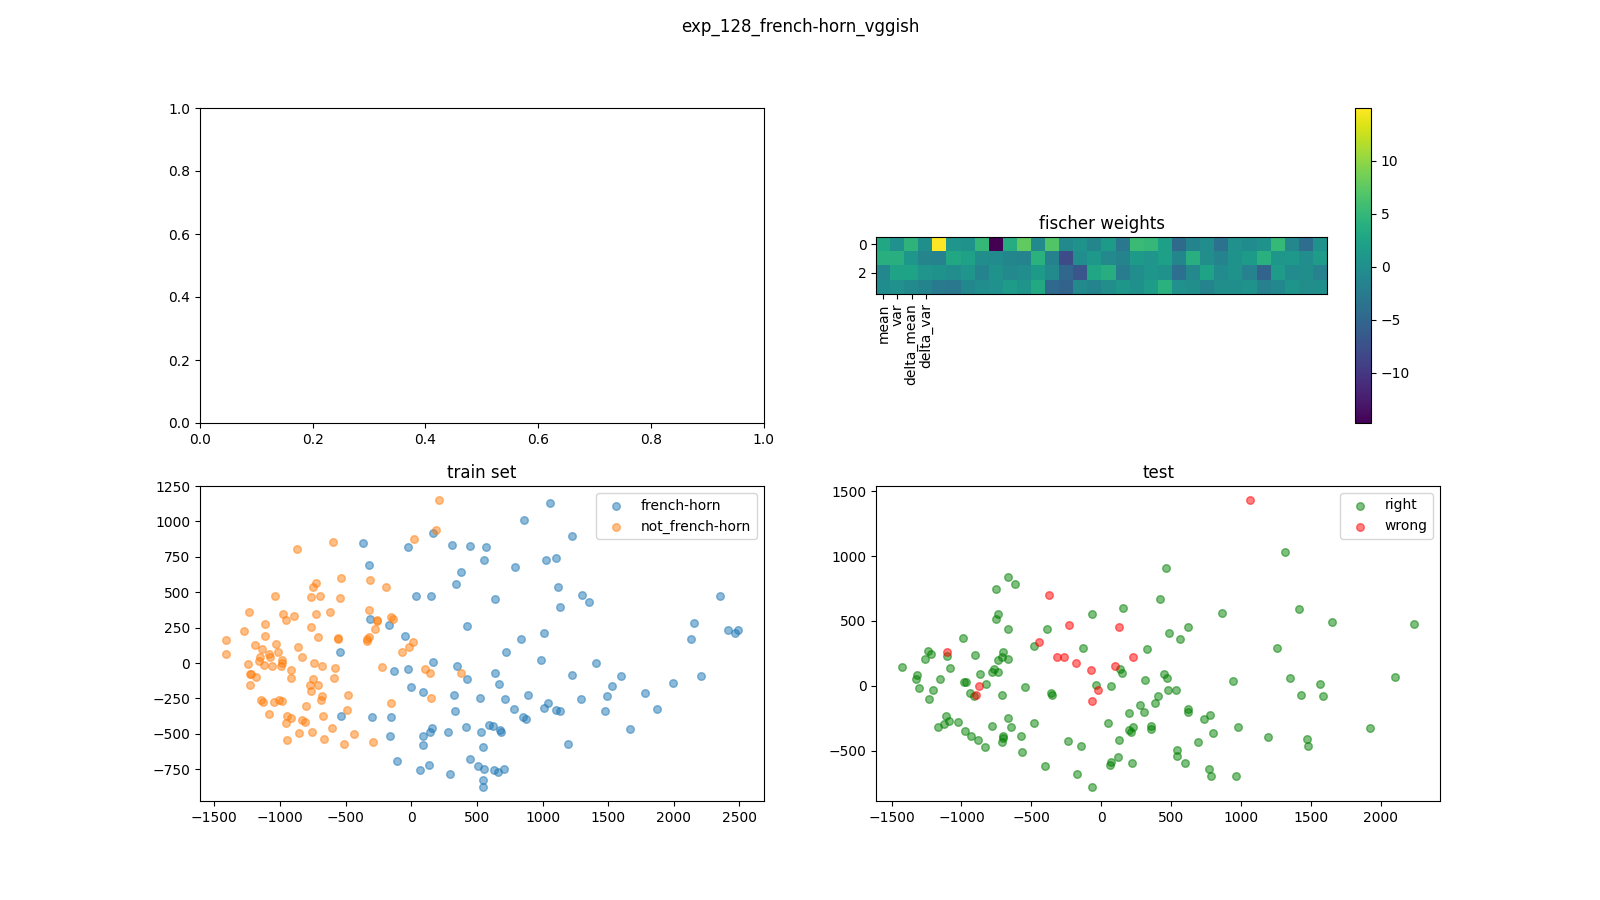 exp_128_french-horn_vggish
1.0
0.8
0.6
0.4
0.2
0.0
0.0 0.2 0.4 0.6 0.8 1.0
fischer weights
0
2
mean
var
delta_mean
delta_var
10
5
0
−5
−10
train set
1250
1000
750
500
250
0
−250
−500
−750
−1500 −1000 −500 0 500 1000 1500 2000 2500
french-horn
not_french-horn
test
1500
1000
500
0
−500
−1500 −1000 −500 0 500 1000 1500 2000
right
wrong